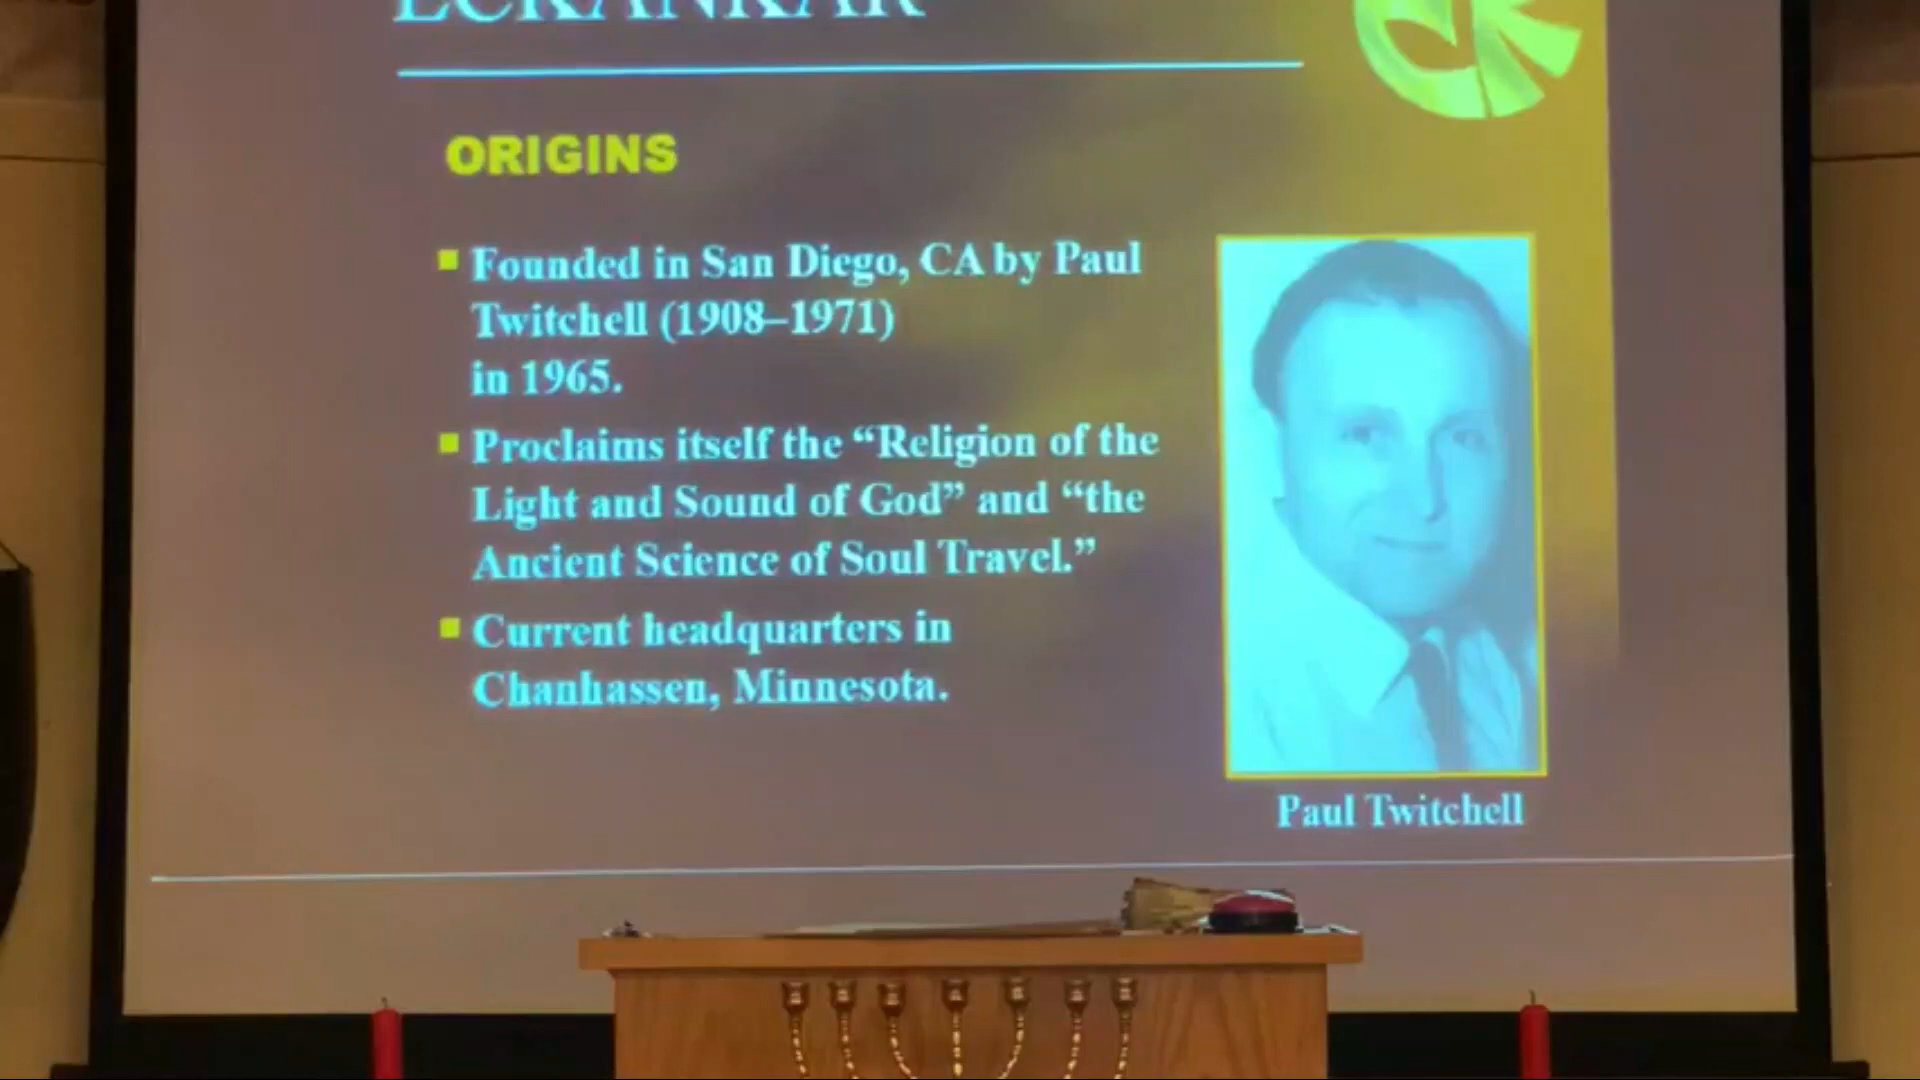 ECKANKAR
ORIGINS
Founded in San Diego, CA by Paul
Twitchell (1908–1971)
in 1965.
Proclaims itself the “Religion of the
Light and Sound of God” and “the
Ancient Science of Soul Travel.”
Current headquarters in
Chanhassen, Minnesota.
Paul Twitchell